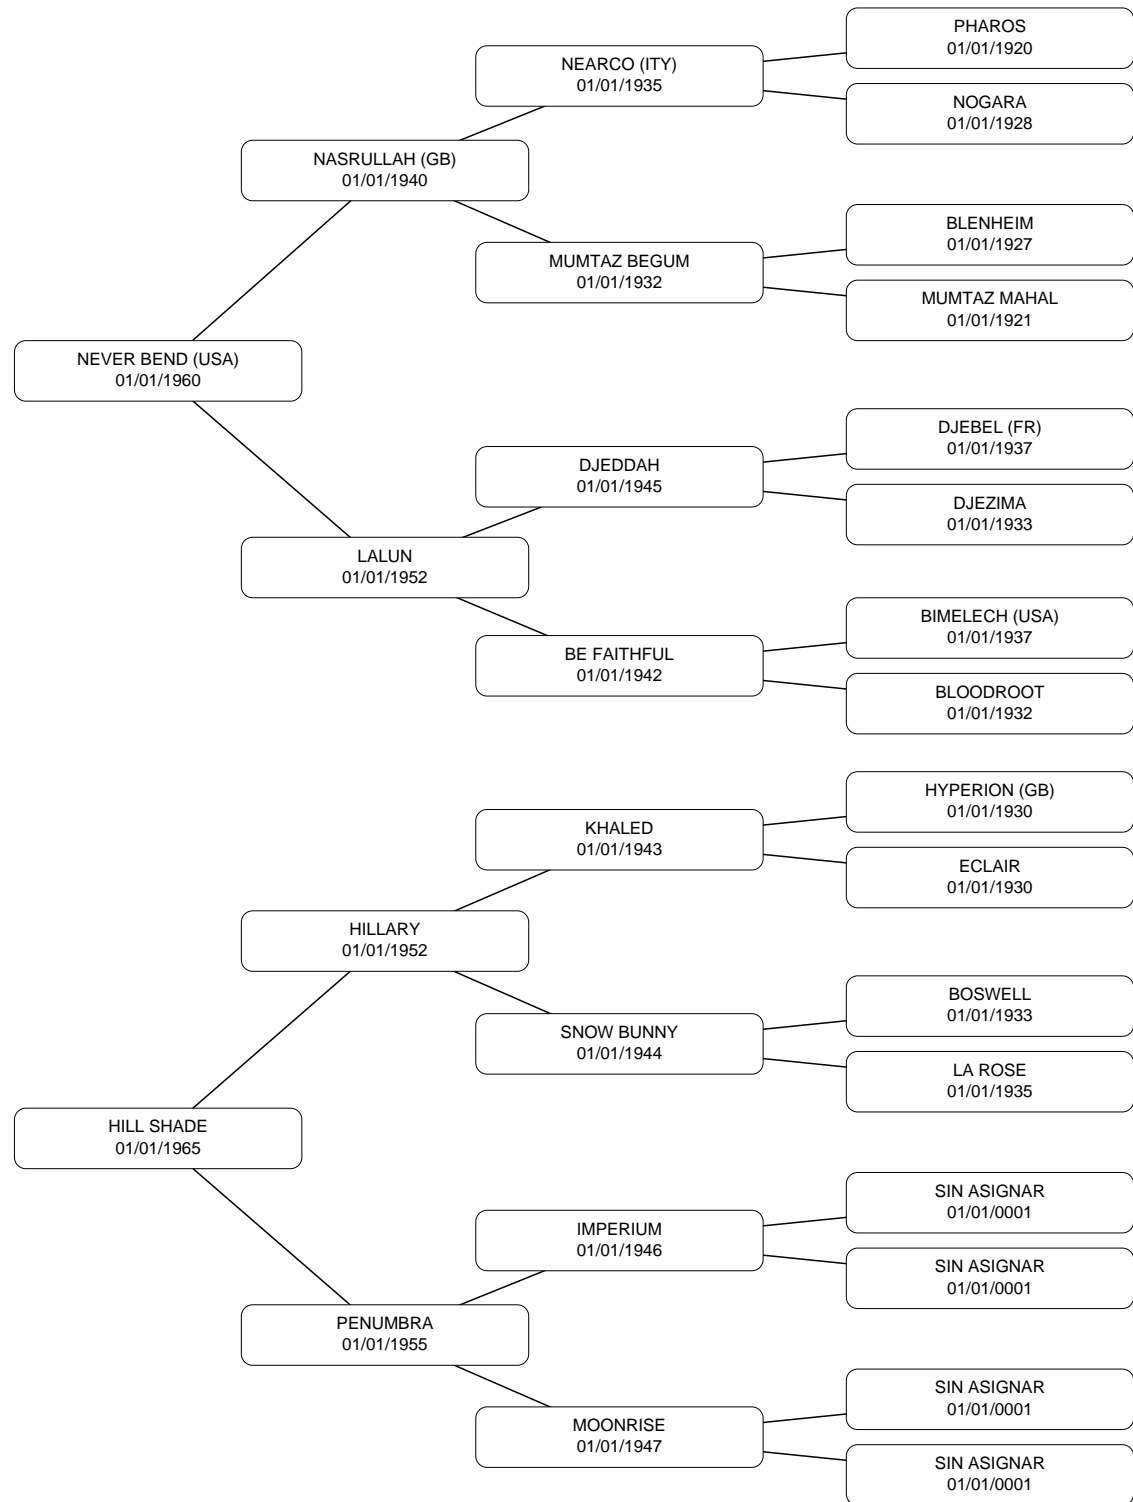 PHAROS
01/01/1920
NEARCO (ITY)
01/01/1935
NOGARA
01/01/1928
NASRULLAH (GB)
01/01/1940
BLENHEIM
01/01/1927
MUMTAZ BEGUM
01/01/1932
MUMTAZ MAHAL
01/01/1921
NEVER BEND (USA)
01/01/1960
DJEBEL (FR)
01/01/1937
DJEDDAH
01/01/1945
DJEZIMA
01/01/1933
LALUN
01/01/1952
BIMELECH (USA)
01/01/1937
BE FAITHFUL
01/01/1942
BLOODROOT
01/01/1932
HYPERION (GB)
01/01/1930
KHALED
01/01/1943
ECLAIR
01/01/1930
HILLARY
01/01/1952
BOSWELL
01/01/1933
SNOW BUNNY
01/01/1944
LA ROSE
01/01/1935
HILL SHADE
01/01/1965
SIN ASIGNAR
01/01/0001
IMPERIUM
01/01/1946
SIN ASIGNAR
01/01/0001
PENUMBRA
01/01/1955
SIN ASIGNAR
01/01/0001
MOONRISE
01/01/1947
SIN ASIGNAR
01/01/0001